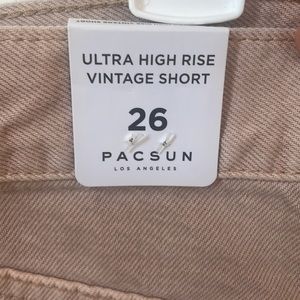 ULTRA HIGH RISE
VINTAGE SHORT
26
PACSUN
LOS ANGELES